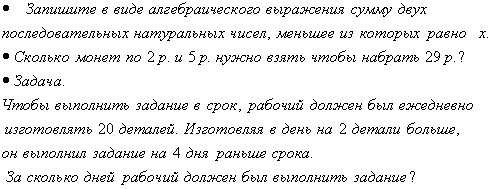 • Запишите в виде алгебраического выражения сумму двух
последовательных натуральных чисел, меньшее из которых равно х.
• Сколько монет по 2 р. и 5 р. нужно взять чтобы набрать 29 р.?
• Задача.
Чтобы выполнить задание в срок, рабочий должен был ежедневно
изготовлять 20 деталей. Изготовляя в день на 2 детали больше,
он выполнил задание на 4 дня раньше срока.
За сколько дней рабочий должен был выполнить задание?